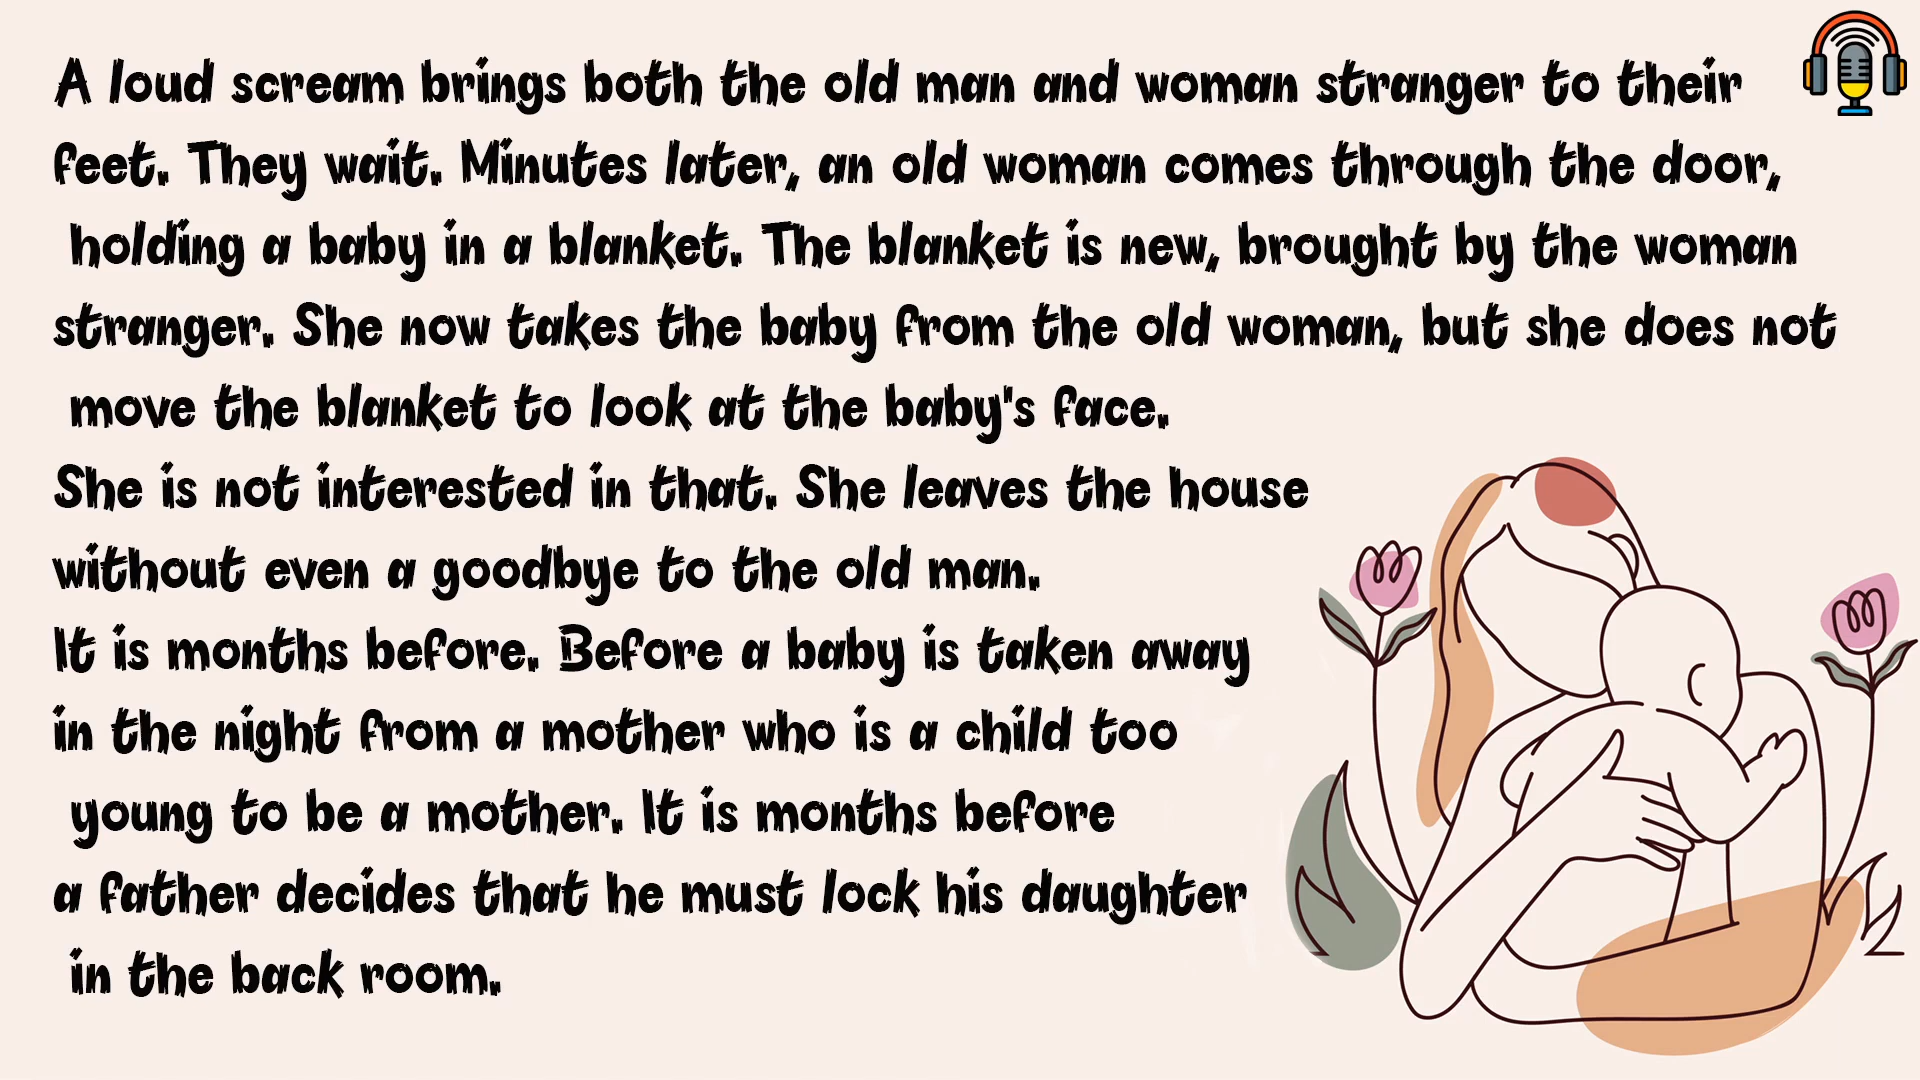 A loud scream brings both the old man and woman stranger to their
feet. They wait. Minutes later, an old woman comes through the door,
holding a baby in a blanket. The blanket is new, brought by the woman
stranger. She now takes the baby from the old woman, but she does not
move the blanket to look at the baby's face.
She is not interested in that. She leaves the house
without even a goodbye to the old man.
It is months before. Before a baby is taken away
in the night from a mother who is a child too
young to be a mother. It is months before
a father decides that he must lock his daughter
in the back room.